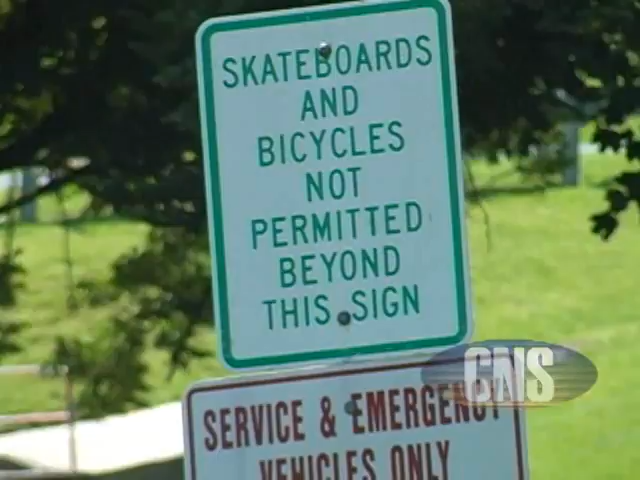 SKATEBOARDS
AND
BICYCLES
NOT
PERMITTED
BEYOND
THIS SIGN
CNS
SERVICE & EMERGENCY
VEHICLES ONLY